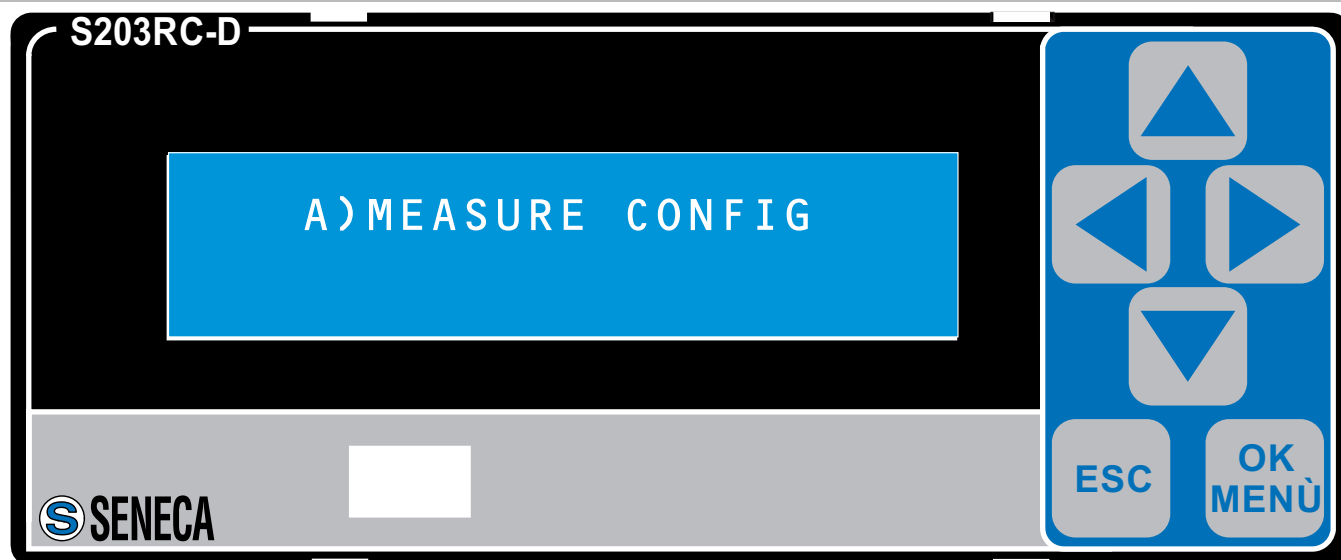 S203RC-D
A)MEASURE CONFIG
ESC
OK
MENÙ
S SENECA